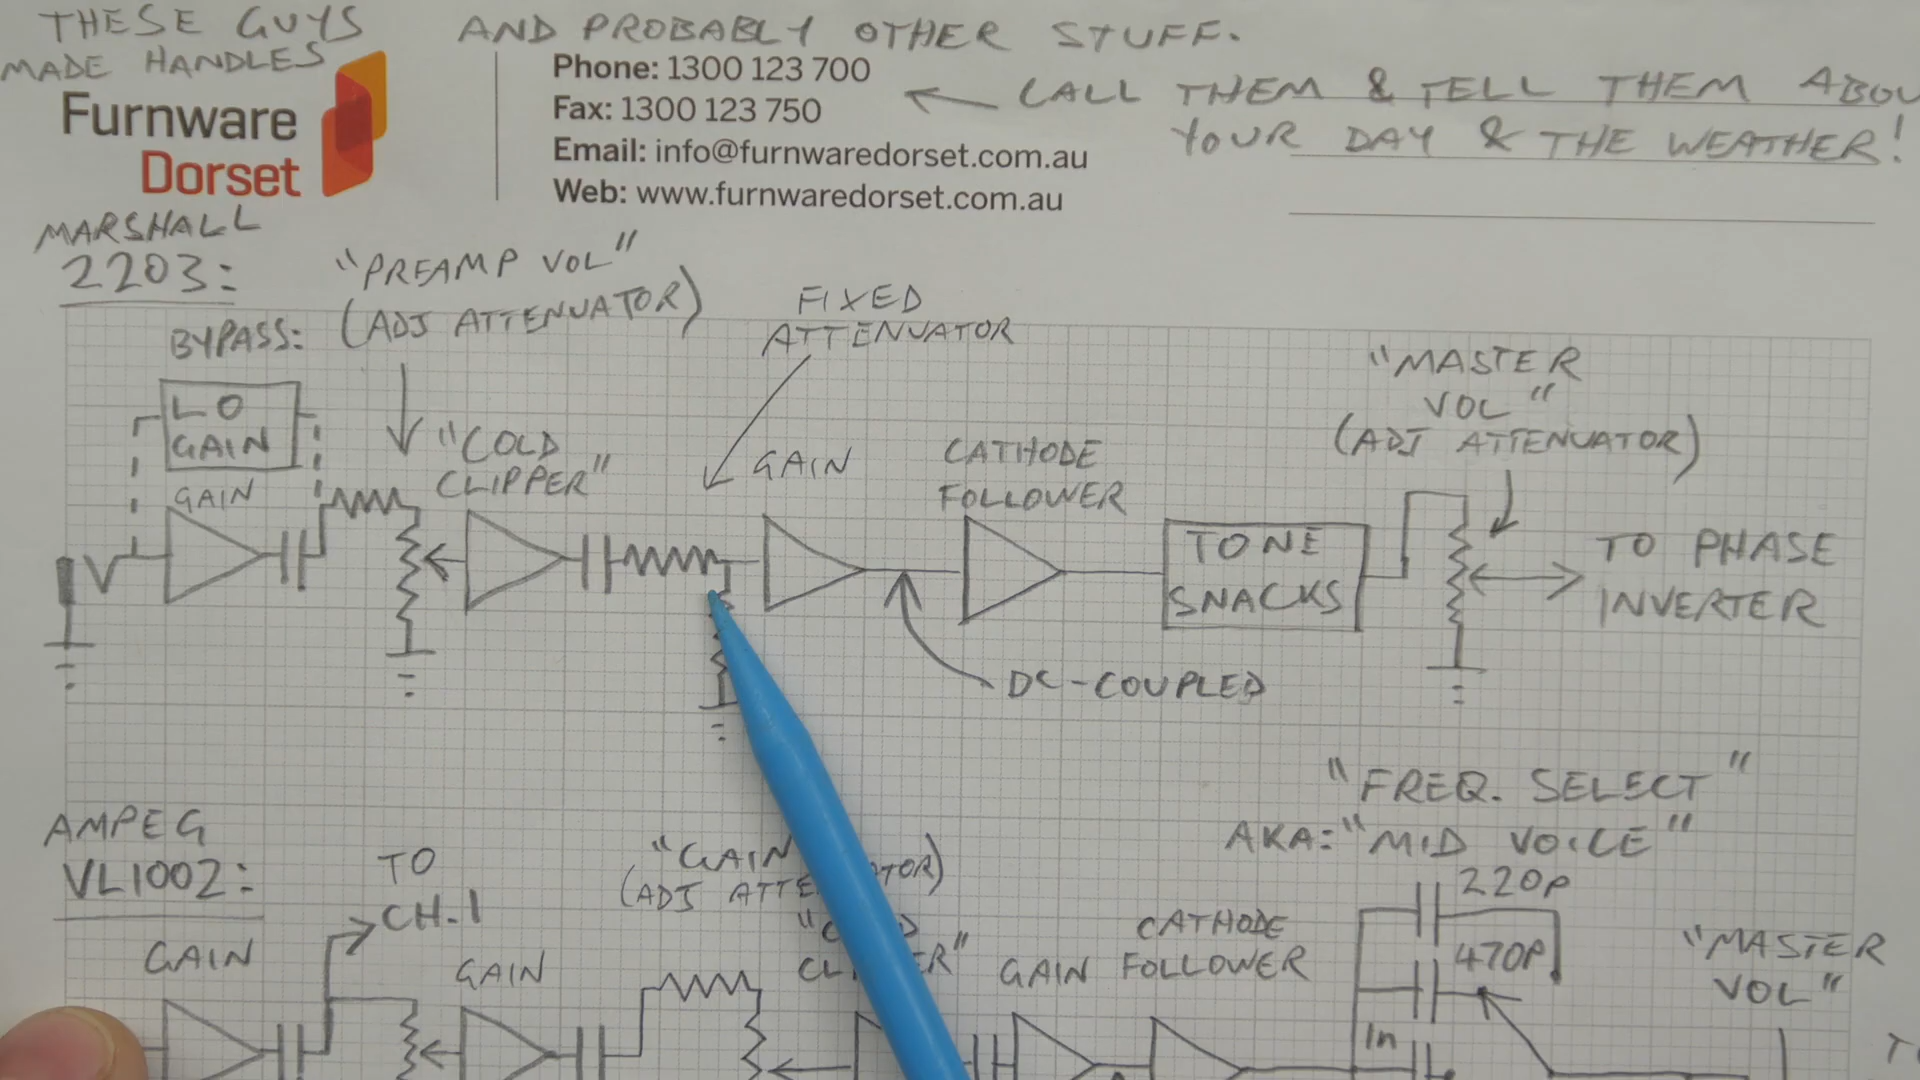 THESE GUYS AND PROBABLY OTHER STUFF.
MADE HANDLES
Furnware
Dorset
Phone: 1300 123 700
Fax: 1300 123 750
Email: info@furnwaredorset.com.au
Web: www.furnwaredorset.com.au
CALL THEM & TELL THEM ABOU
YOUR DAY & THE WEATHER!
MARSHALL
2203:
"PREAMP VOL"
(ADJ ATTENUATOR)
FIXED
ATTENUATOR
BYPASS:
LO
GAIN
GAIN
"COLD
CLIPPER"
GAIN
CATHODE
FOLLOWER
"MASTER
VOL"
(ADJ ATTENUATOR)
TONE
SNACKS
TO PHASE
INVERTER
DC-COUPLED
AMPEG
VL1002:
TO
CH.1
GAIN
GAIN
"GAIN
(ADJ
GAIN
CATHODE
FOLLOWER
"FREQ. SELECT"
AKA: "MID VOICE"
220p
470p
1n
"MASTER
VOL"